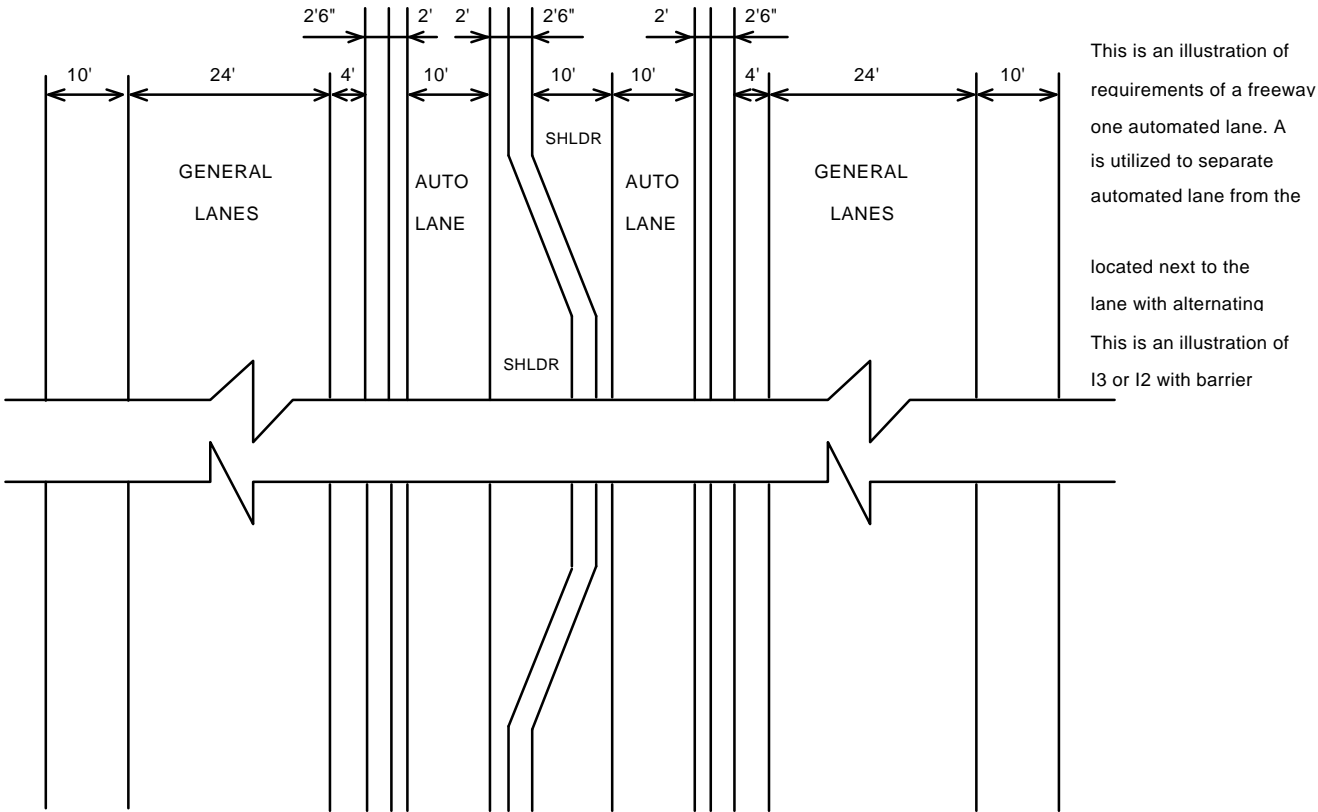 2'6" 2' 2' 2'6" 2' 2'6"
10' 24' 4' 10' 10' 10' 4' 24' 10'
SHLDR
GENERAL
LANES
AUTO
LANE
AUTO
LANE
GENERAL
LANES
SHLDR
This is an illustration of
requirements of a freeway
one automated lane. A
is utilized to separate
automated lane from the
located next to the
lane with alternating
This is an illustration of
I3 or I2 with barrier